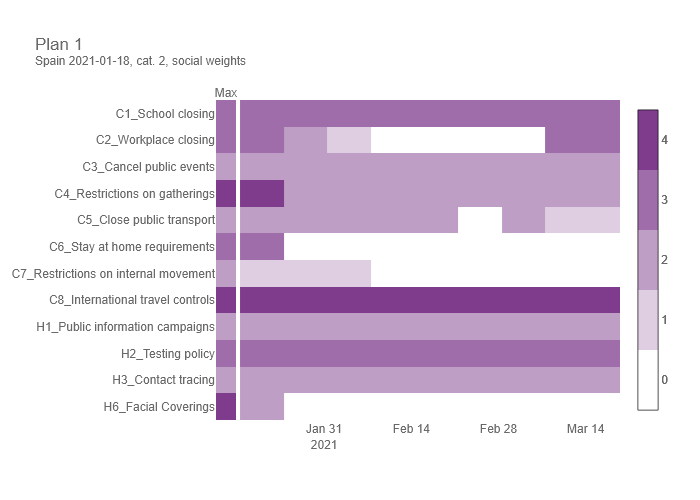 Plan 1
Spain 2021-01-18, cat. 2, social weights
Max
C1_School closing
C2_Workplace closing
C3_Cancel public events
C4_Restrictions on gatherings
C5_Close public transport
C6_Stay at home requirements
C7_Restrictions on internal movement
C8_International travel controls
H1_Public information campaigns
H2_Testing policy
H3_Contact tracing
H6_Facial Coverings
Jan 31 Feb 14 Feb 28 Mar 14
2021
4
3
2
1
0